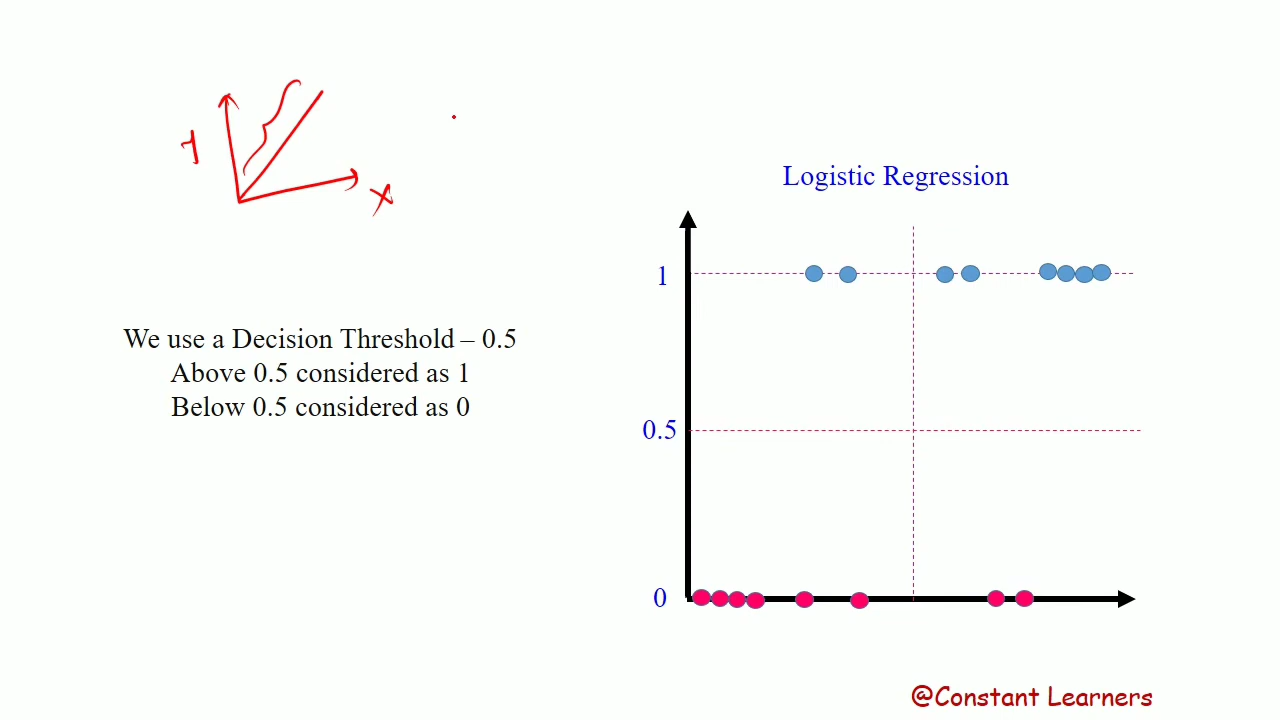 Y
X
We use a Decision Threshold – 0.5
Above 0.5 considered as 1
Below 0.5 considered as 0
Logistic Regression
1
0.5
0
@Constant Learners